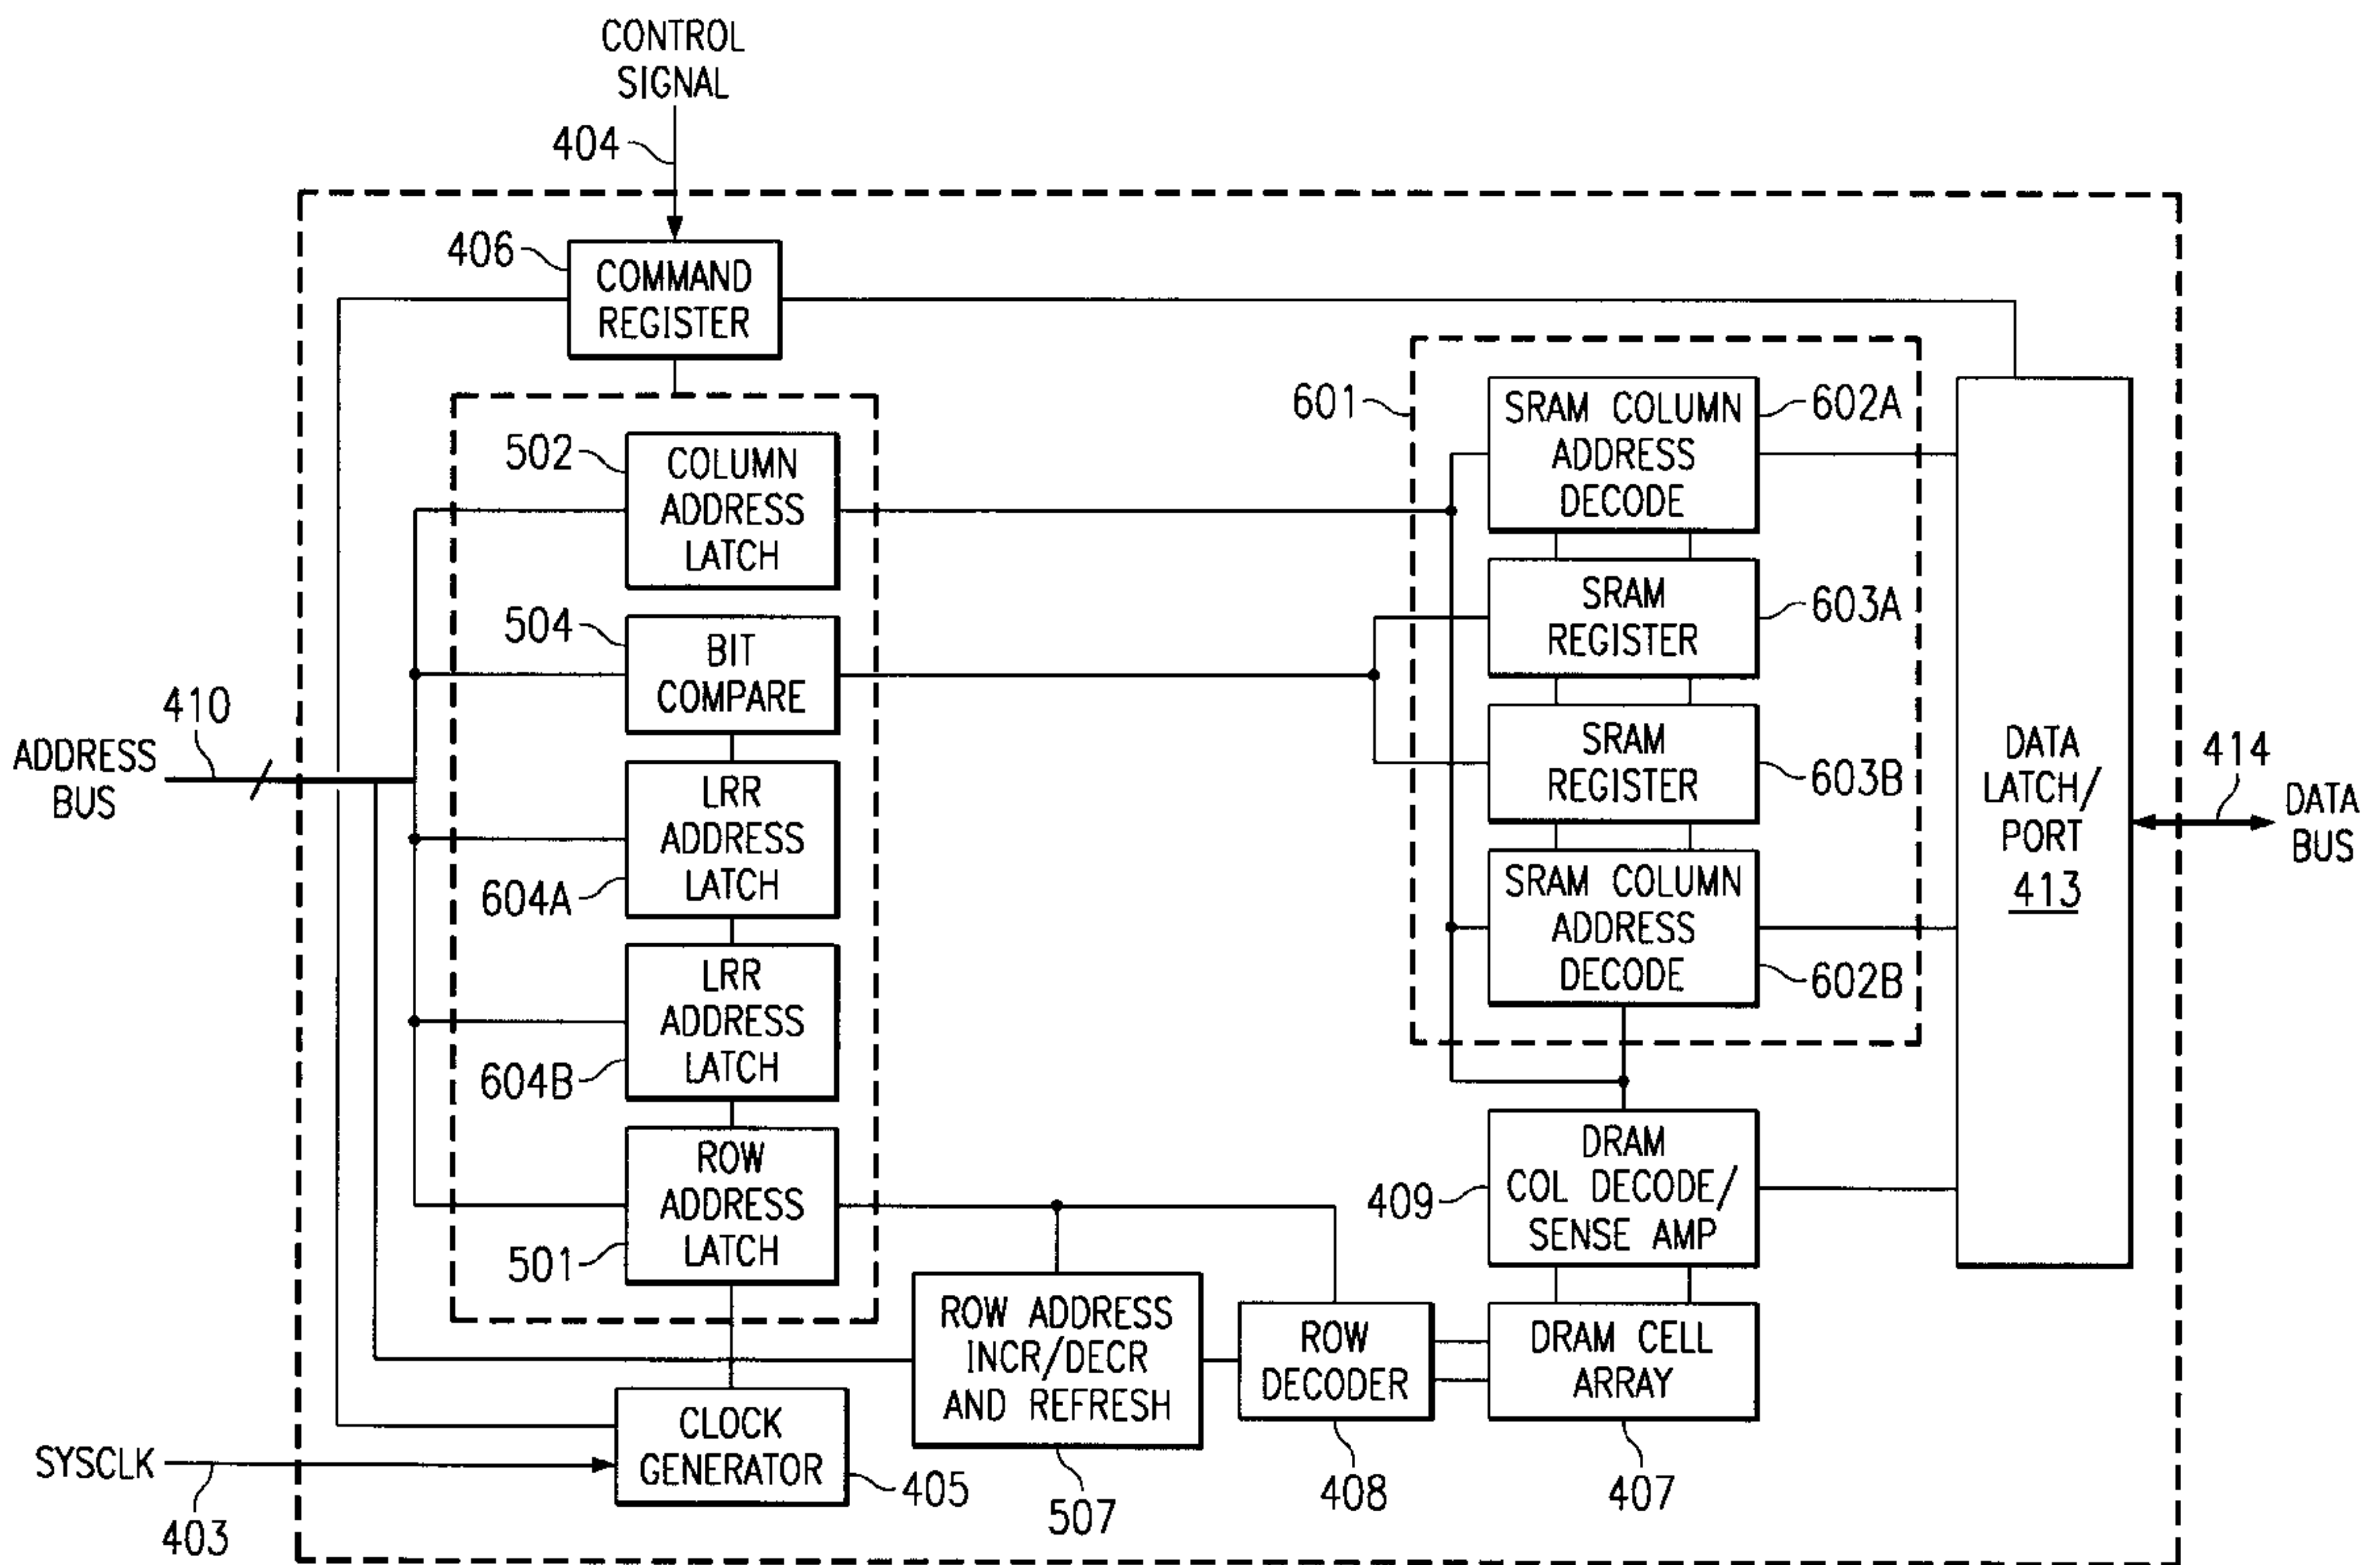 CONTROL
SIGNAL
404
406
COMMAND
REGISTER
502
COLUMN
ADDRESS
LATCH
504
BIT
COMPARE
410
ADDRESS
BUS
LRR
ADDRESS
LATCH
604A
LRR
ADDRESS
LATCH
604B
ROW
ADDRESS
LATCH
501
601
SRAM COLUMN
ADDRESS
DECODE
602A
SRAM
REGISTER
603A
SRAM
REGISTER
603B
SRAM COLUMN
ADDRESS
DECODE
602B
DATA
LATCH/
PORT
413
414
DATA
BUS
DRAM
COL DECODE/
SENSE AMP
409
ROW ADDRESS
INCR/DECR
AND REFRESH
507
ROW
DECODER
408
DRAM CELL
ARRAY
407
CLOCK
GENERATOR
405
SYSCLK
403